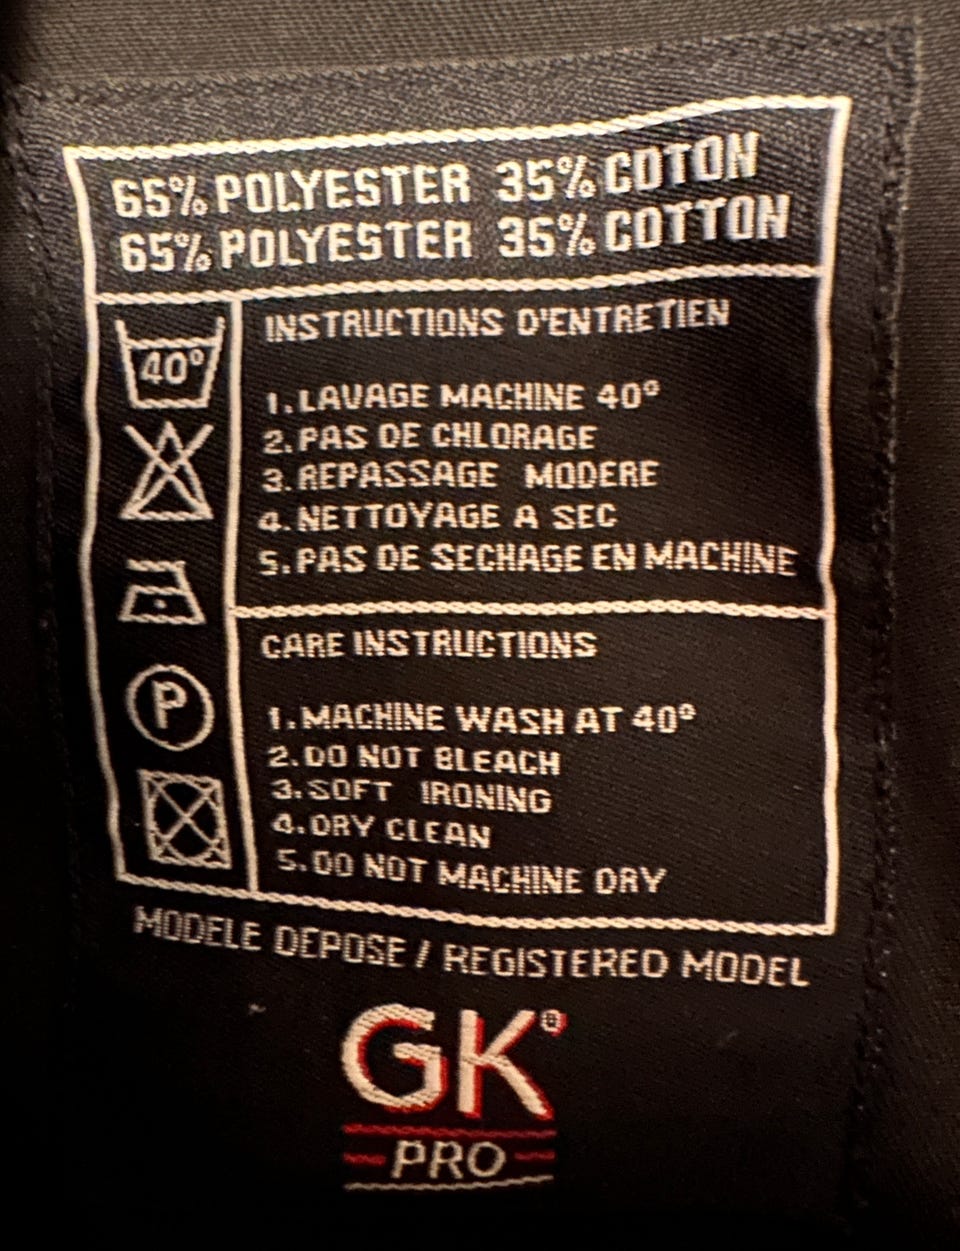 65% POLYESTER 35% COTON
65% POLYESTER 35% COTTON
40°
INSTRUCTIONS D'ENTRETIEN
1. LAVAGE MACHINE 40°
2. PAS DE CHLORAGE
3. REPASSAGE MODERE
4. NETTOYAGE A SEC
5. PAS DE SECHAGE EN MACHINE
P
CARE INSTRUCTIONS
1. MACHINE WASH AT 40°
2. DO NOT BLEACH
3. SOFT IRONING
4. DRY CLEAN
5. DO NOT MACHINE DRY
MODELE DEPOSE / REGISTERED MODEL
GK®
PRO